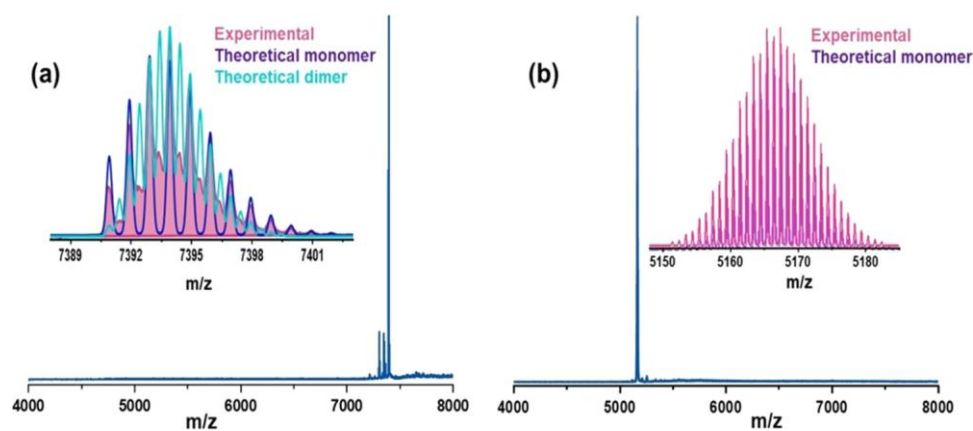 (a)
Experimental
Theoretical monomer
Theoretical dimer
7389 7392 7395 7398 7401
m/z
4000 5000 6000 7000 8000
m/z
(b)
Experimental
Theoretical monomer
5150 5160 5170 5180
m/z
4000 5000 6000 7000 8000
m/z